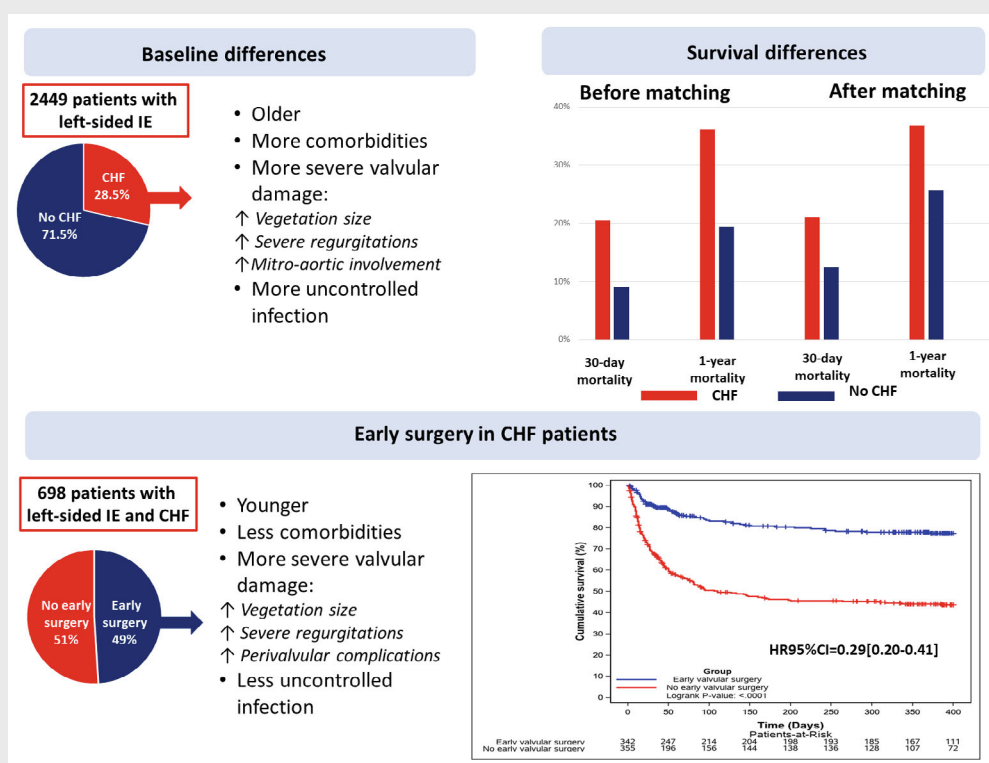 Baseline differences
2449 patients with
left-sided IE
CHF
28.5%
No CHF
71.5%
• Older
• More comorbidities
• More severe valvular
damage:
↑ Vegetation size
↑ Severe regurgitations
↑Mitro-aortic involvement
• More uncontrolled
infection
Survival differences
Before matching
After matching
40%
30%
20%
10%
0%
30-day
mortality
1-year
mortality
30-day
mortality
1-year
mortality
CHF
No CHF
Early surgery in CHF patients
698 patients with
left-sided IE and CHF
No early
surgery
51%
Early
surgery
49%
• Younger
• Less comorbidities
• More severe valvular
damage:
↑ Vegetation size
↑ Severe regurgitations
↑ Perivalvular complications
• Less uncontrolled
infection
Cumulative survival (%)
100
90
80
70
60
50
40
30
20
10
0
HR95%CI=0.29[0.20-0.41]
Group
Early valvular surgery
No early valvular surgery
Logrank P-value: <.0001
0 50 100 150 200 250 300 350 400
Time (Days)
Patients-at-Risk
Early valvular surgery 342 247 214 204 198 193 185 167 111
No early valvular surgery 355 196 156 144 138 136 128 107 72